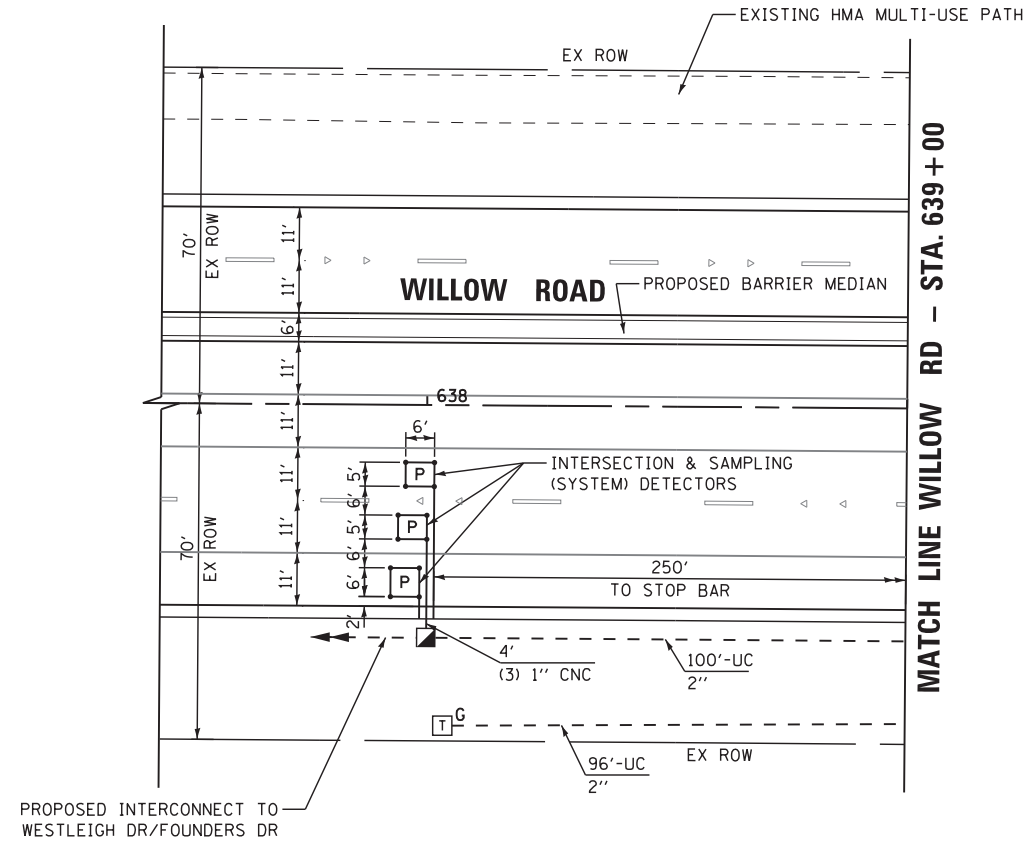 EXISTING HMA MULTI-USE PATH
EX ROW
70'
EX ROW
11'
11'
6'
11'
11'
11'
11'
11'
WILLOW ROAD
PROPOSED BARRIER MEDIAN
638
6'
5'
6'
5'
6'
6'
2'
P
P
P
INTERSECTION & SAMPLING
(SYSTEM) DETECTORS
70'
EX ROW
250'
TO STOP BAR
4'
(3) 1'' CNC
100'-UC
2''
T
G
96'-UC
2''
EX ROW
PROPOSED INTERCONNECT TO
WESTLEIGH DR/FOUNDERS DR
MATCH LINE WILLOW RD - STA. 639+00